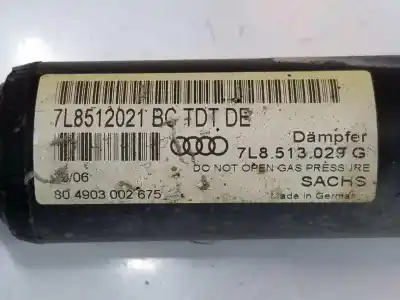 7L8512021 BC TDT DE
Dämpfer
7L8.513.029 G
DO NOT OPEN GAS PRESSURE
/06
SACHS
80 4903 002 675
Made in Germany